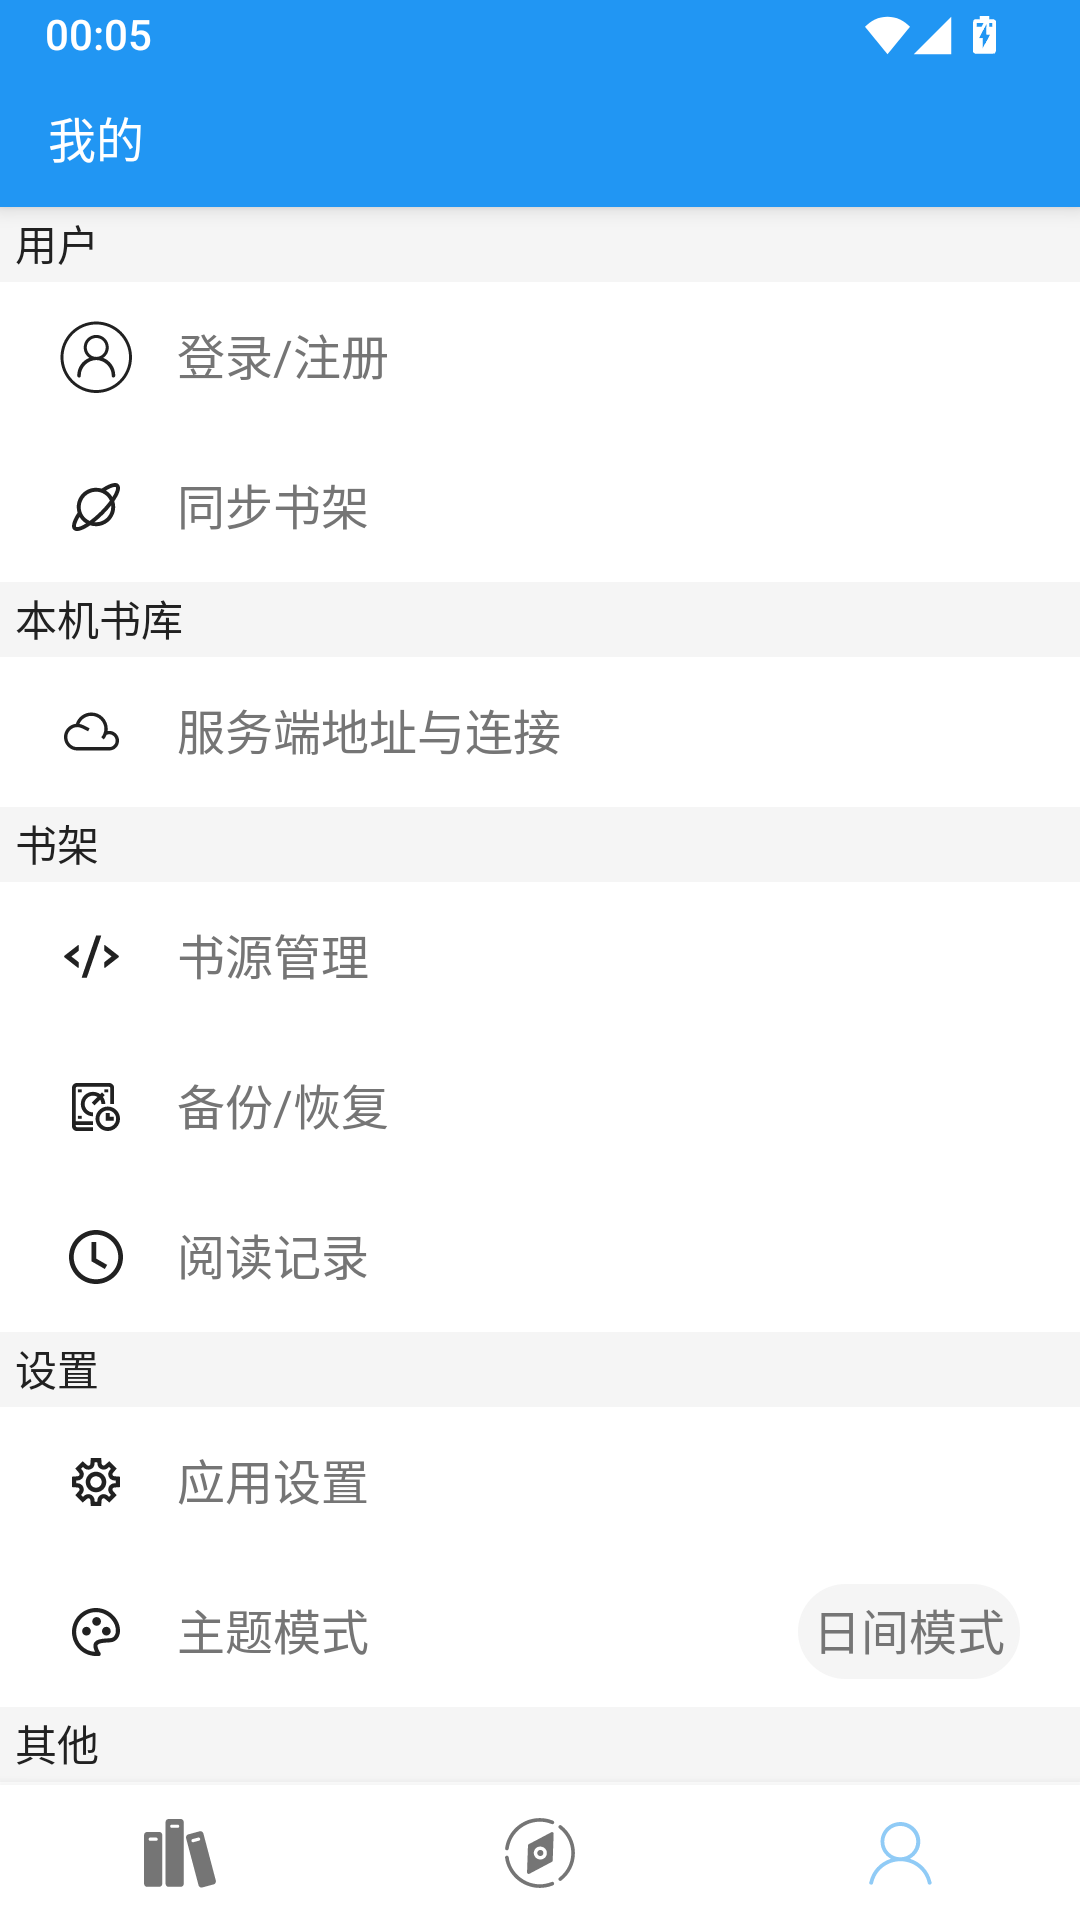 00:05
我的
用户
登录/注册
同步书架
本机书库
服务端地址与连接
书架
书源管理
备份/恢复
阅读记录
设置
应用设置
主题模式
日间模式
其他